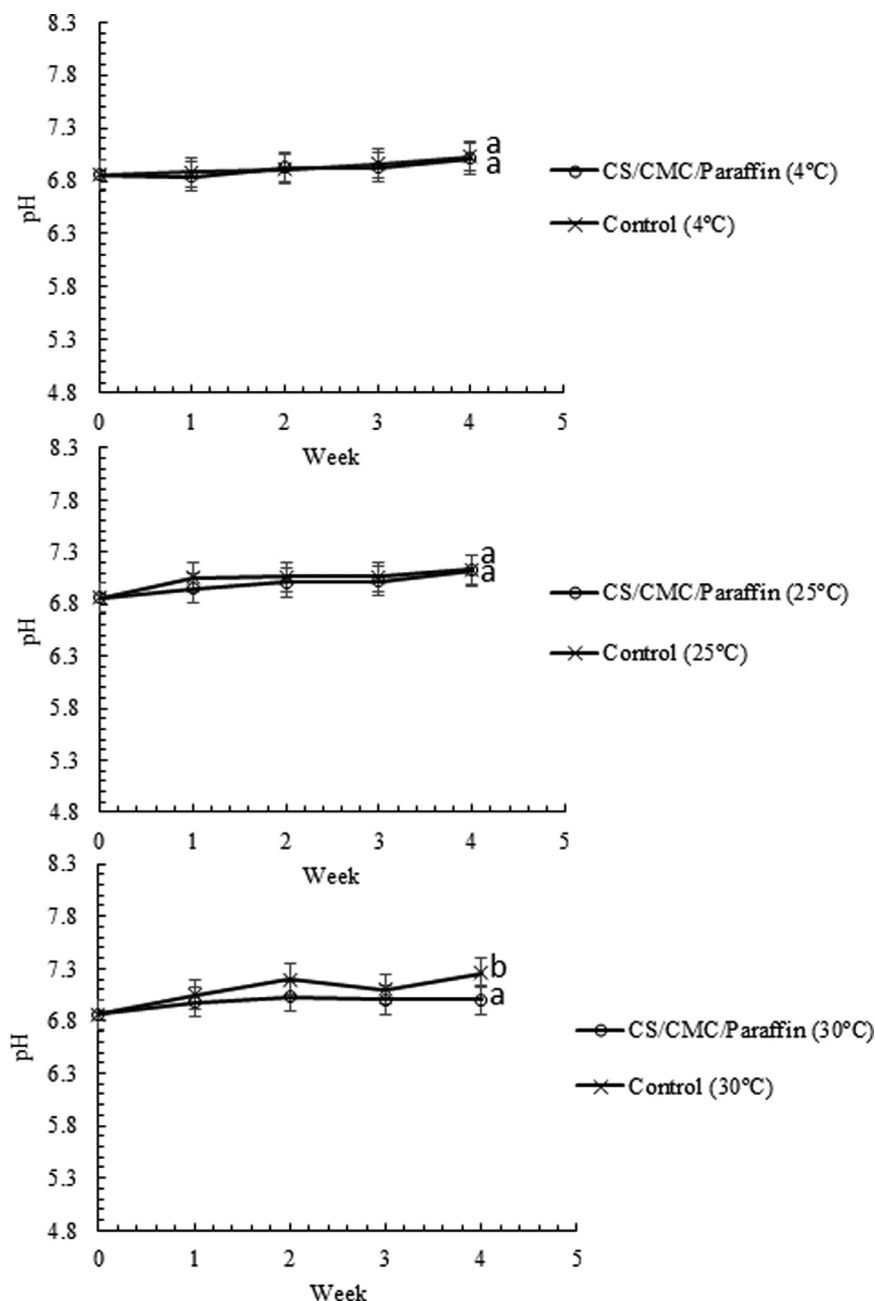 8.3
7.8
7.3
6.8
6.3
5.8
5.3
4.8
pH
0 1 2 3 4 5
Week
a
a
CS/CMC/Paraffin (4°C)
Control (4°C)
8.3
7.8
7.3
6.8
6.3
5.8
5.3
4.8
pH
0 1 2 3 4 5
Week
a
a
CS/CMC/Paraffin (25°C)
Control (25°C)
8.3
7.8
7.3
6.8
6.3
5.8
5.3
4.8
pH
0 1 2 3 4 5
Week
b
a
CS/CMC/Paraffin (30°C)
Control (30°C)